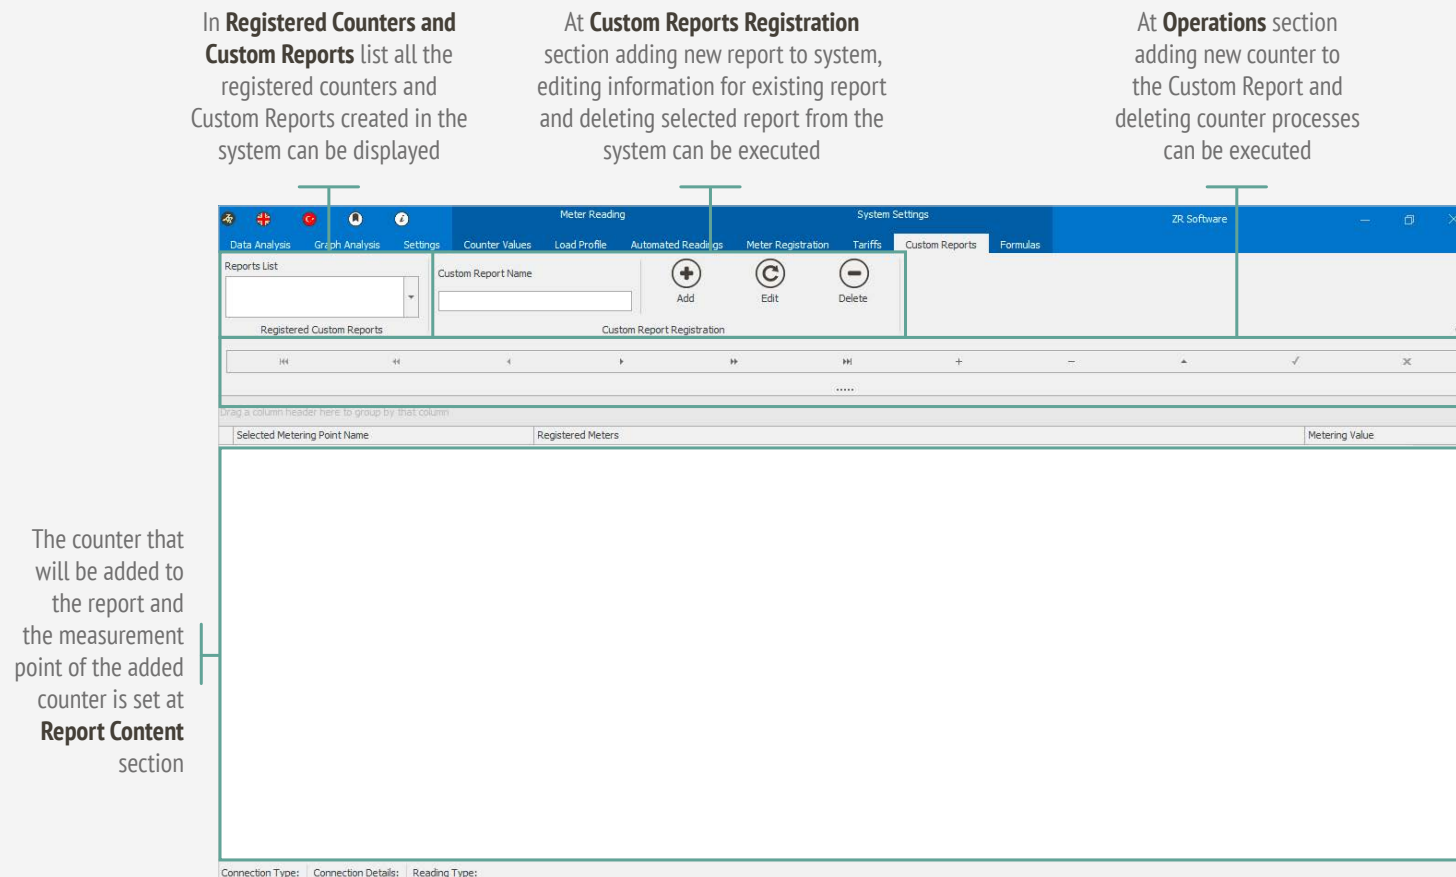 In Registered Counters and
Custom Reports list all the
registered counters and
Custom Reports created in the
system can be displayed
At Custom Reports Registration
section adding new report to system,
editing information for existing report
and deleting selected report from the
system can be executed
At Operations section
adding new counter to
the Custom Report and
deleting counter processes
can be executed
Meter Reading
System Settings
ZR Software
Data Analysis
Graph Analysis
Settings
Counter Values
Load Profile
Automated Readings
Meter Registration
Tariffs
Custom Reports
Formulas
Reports List
Custom Report Name
Add
Edit
Delete
Registered Custom Reports
Custom Report Registration
.....
Drag a column header here to group by that column
Selected Metering Point Name
Registered Meters
Metering Value
The counter that
will be added to
the report and
the measurement
point of the added
counter is set at
Report Content
section
Connection Type:
Connection Details:
Reading Type: